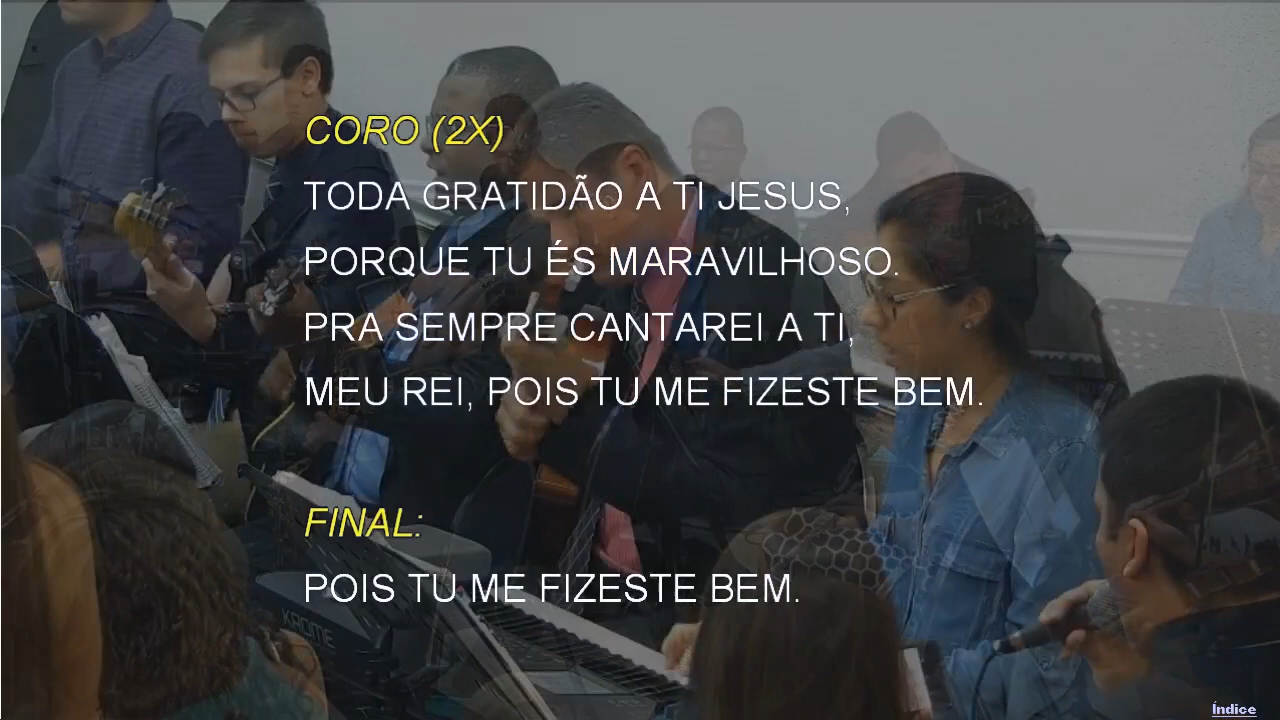 CORO (2X)
TODA GRATIDÃO A TI JESUS,
PORQUE TU ÉS MARAVILHOSO.
PRA SEMPRE CANTAREI A TI,
MEU REI, POIS TU ME FIZESTE BEM.
FINAL:
POIS TU ME FIZESTE BEM.
KROME
Índice